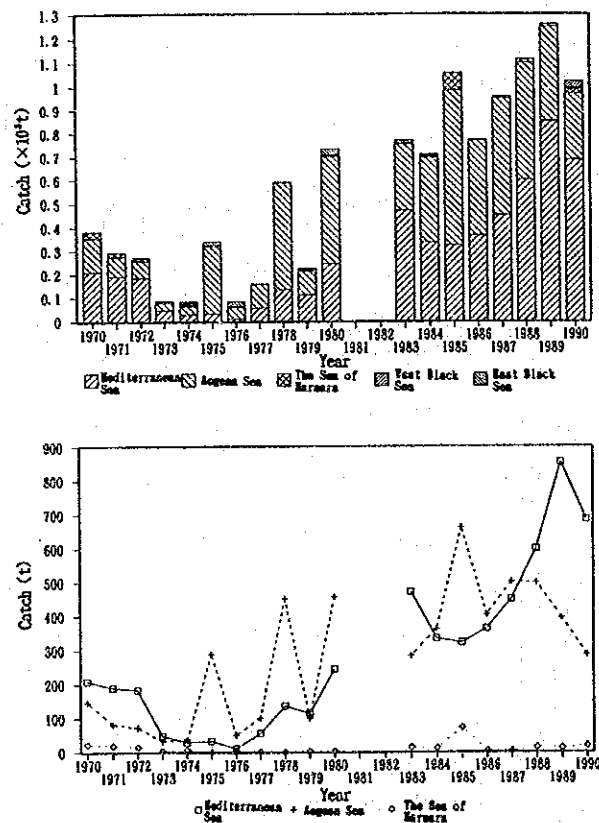 1.3
1.2
1.1
1
0.9
0.8
0.7
0.6
0.5
0.4
0.3
0.2
0.1
0
Catch (×10³t)
1970 1972 1974 1976 1978 1980 1982 1984 1986 1988 1990
1971 1973 1975 1977 1979 1981 1983 1985 1987 1989
Year
Mediterranean Sea
Aegean Sea
The Sea of Marmara
West Black Sea
East Black Sea
900
800
700
600
500
400
300
200
100
0
Catch (t)
1970 1972 1974 1976 1978 1980 1982 1984 1986 1988 1990
1971 1973 1975 1977 1979 1981 1983 1985 1987 1989
Year
Mediterranean Sea
Aegean Sea
The Sea of Marmara